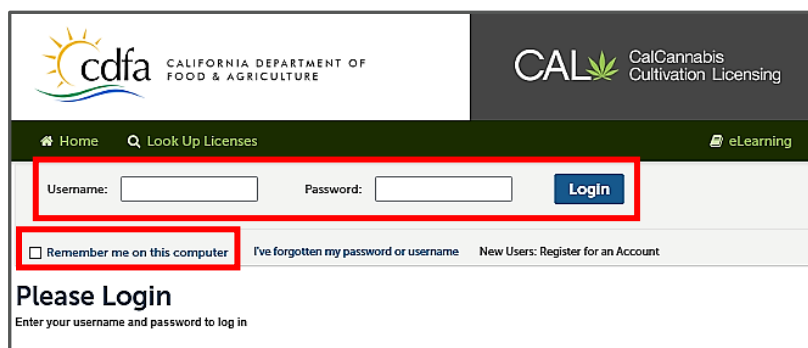 cdfa
CALIFORNIA DEPARTMENT OF
FOOD & AGRICULTURE
CAL
CalCannabis
Cultivation Licensing
Home Look Up Licenses eLearning
Username: Password: Login
Remember me on this computer I've forgotten my password or username New Users: Register for an Account
Please Login
Enter your username and password to log in